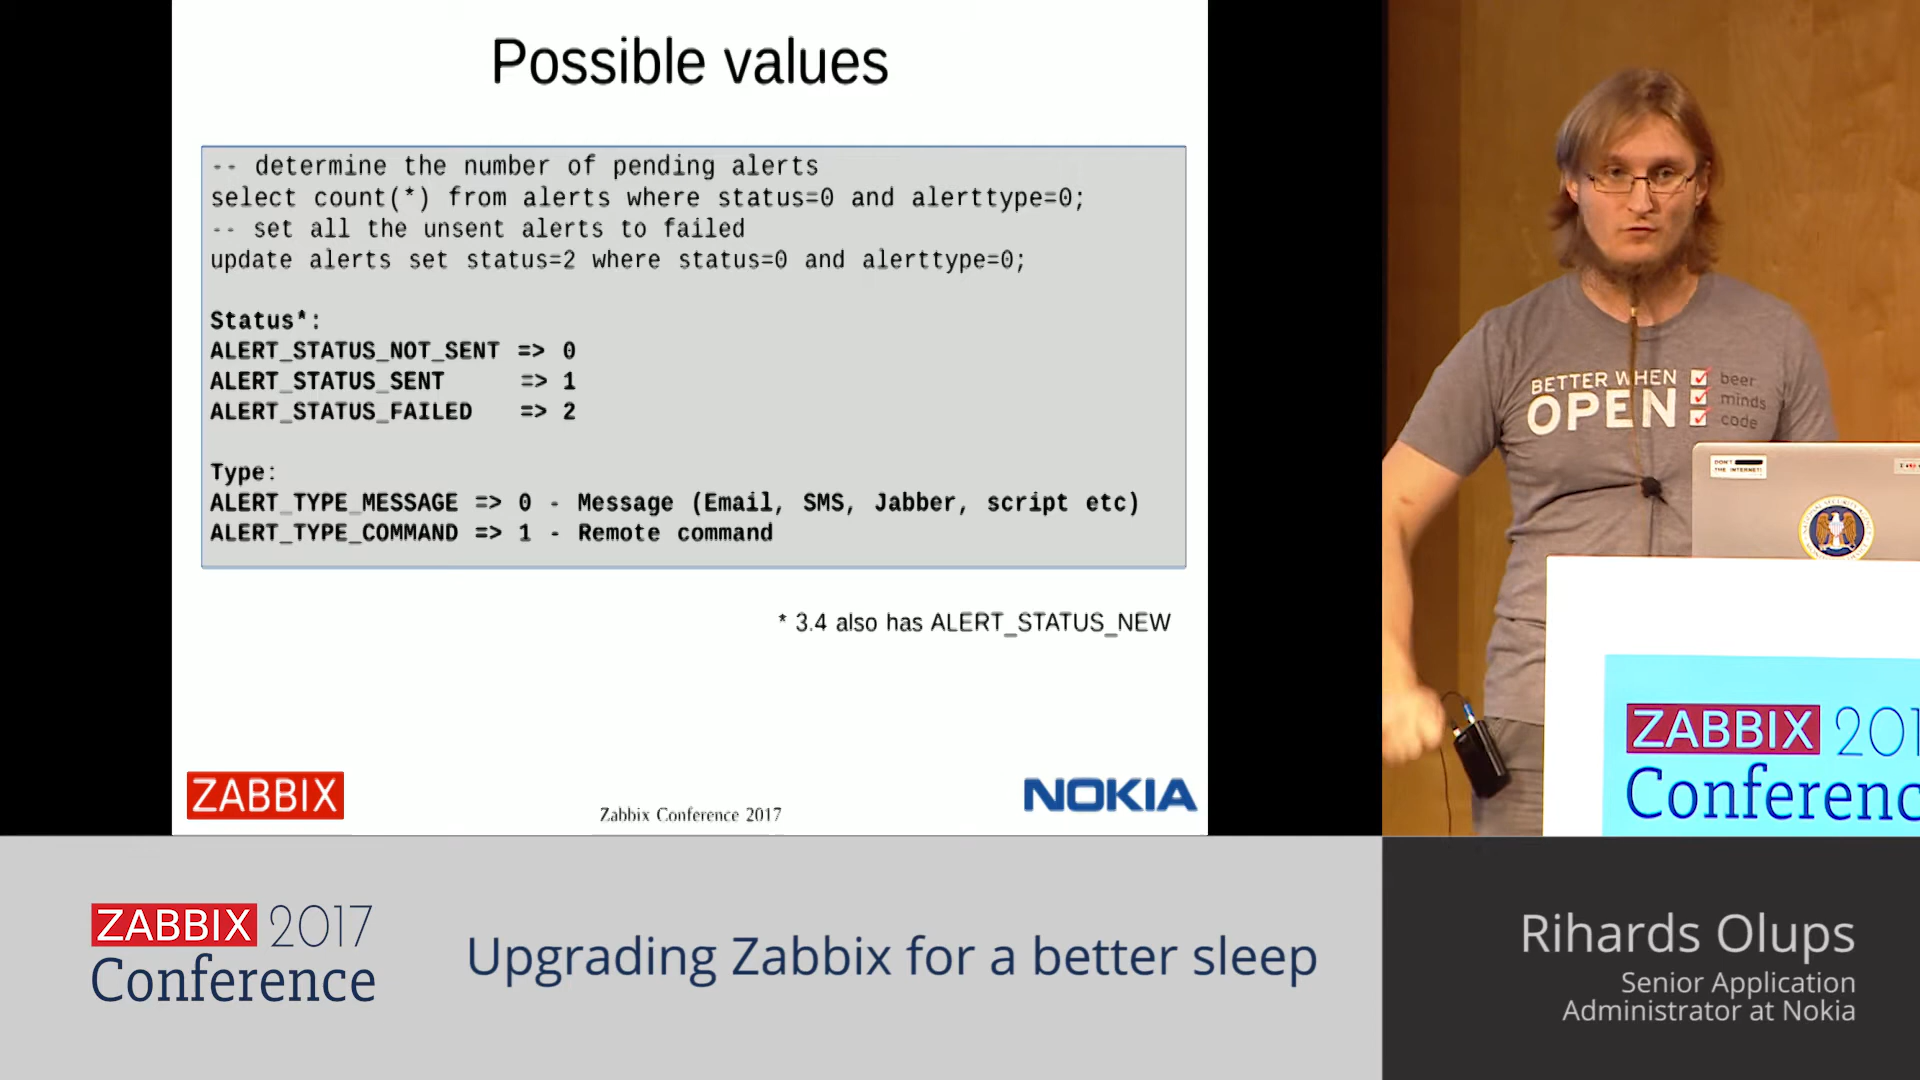 Possible values
-- determine the number of pending alerts
select count(*) from alerts where status=0 and alerttype=0;
-- set all the unsent alerts to failed
update alerts set status=2 where status=0 and alerttype=0;
Status*:
ALERT_STATUS_NOT_SENT => 0
ALERT_STATUS_SENT => 1
ALERT_STATUS_FAILED => 2
Type:
ALERT_TYPE_MESSAGE => 0 - Message (Email, SMS, Jabber, script etc)
ALERT_TYPE_COMMAND => 1 - Remote command
* 3.4 also has ALERT_STATUS_NEW
ZABBIX
Zabbix Conference 2017
NOKIA
BETTER WHEN
OPEN
beer
minds
code
DON'T
THE INTERNET!
ZABBIX 201
Conferenc
ZABBIX 2017
Conference
Upgrading Zabbix for a better sleep
Rihards Olups
Senior Application
Administrator at Nokia